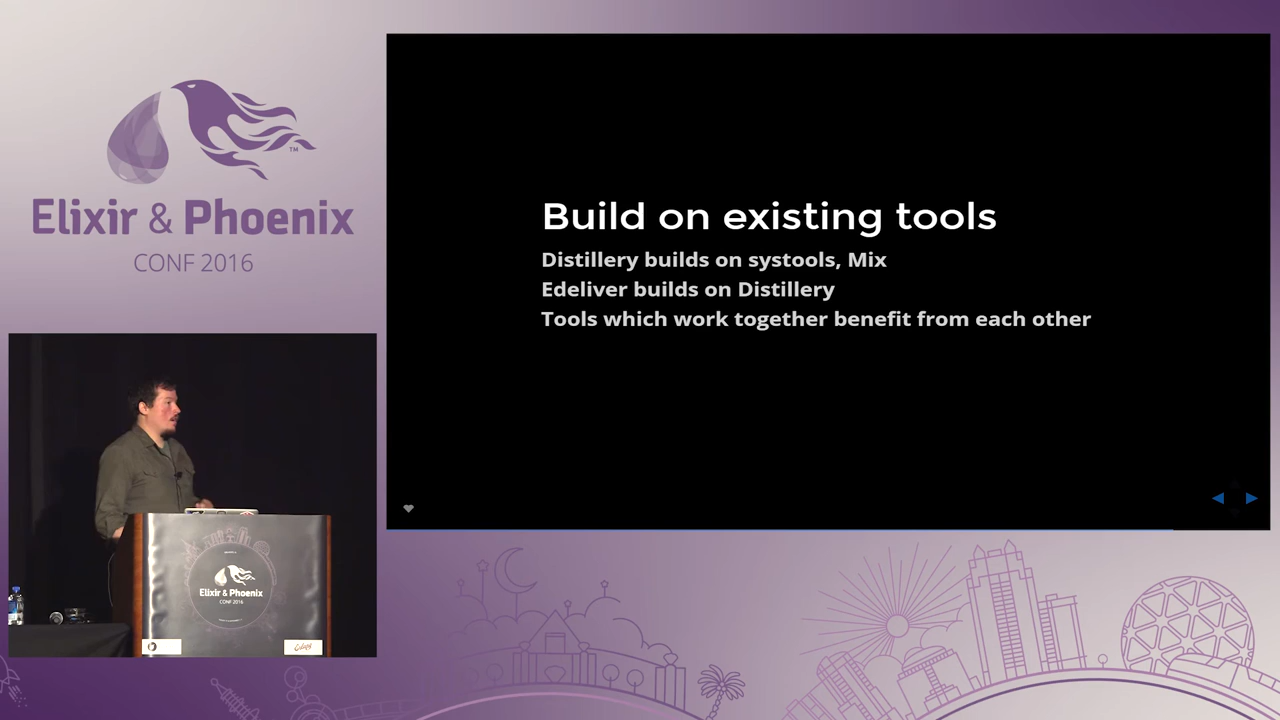 Elixir & Phoenix
TM
CONF 2016
Build on existing tools
Distillery builds on systools, Mix
Edeliver builds on Distillery
Tools which work together benefit from each other
Elixir & Phoenix
CONF 2016